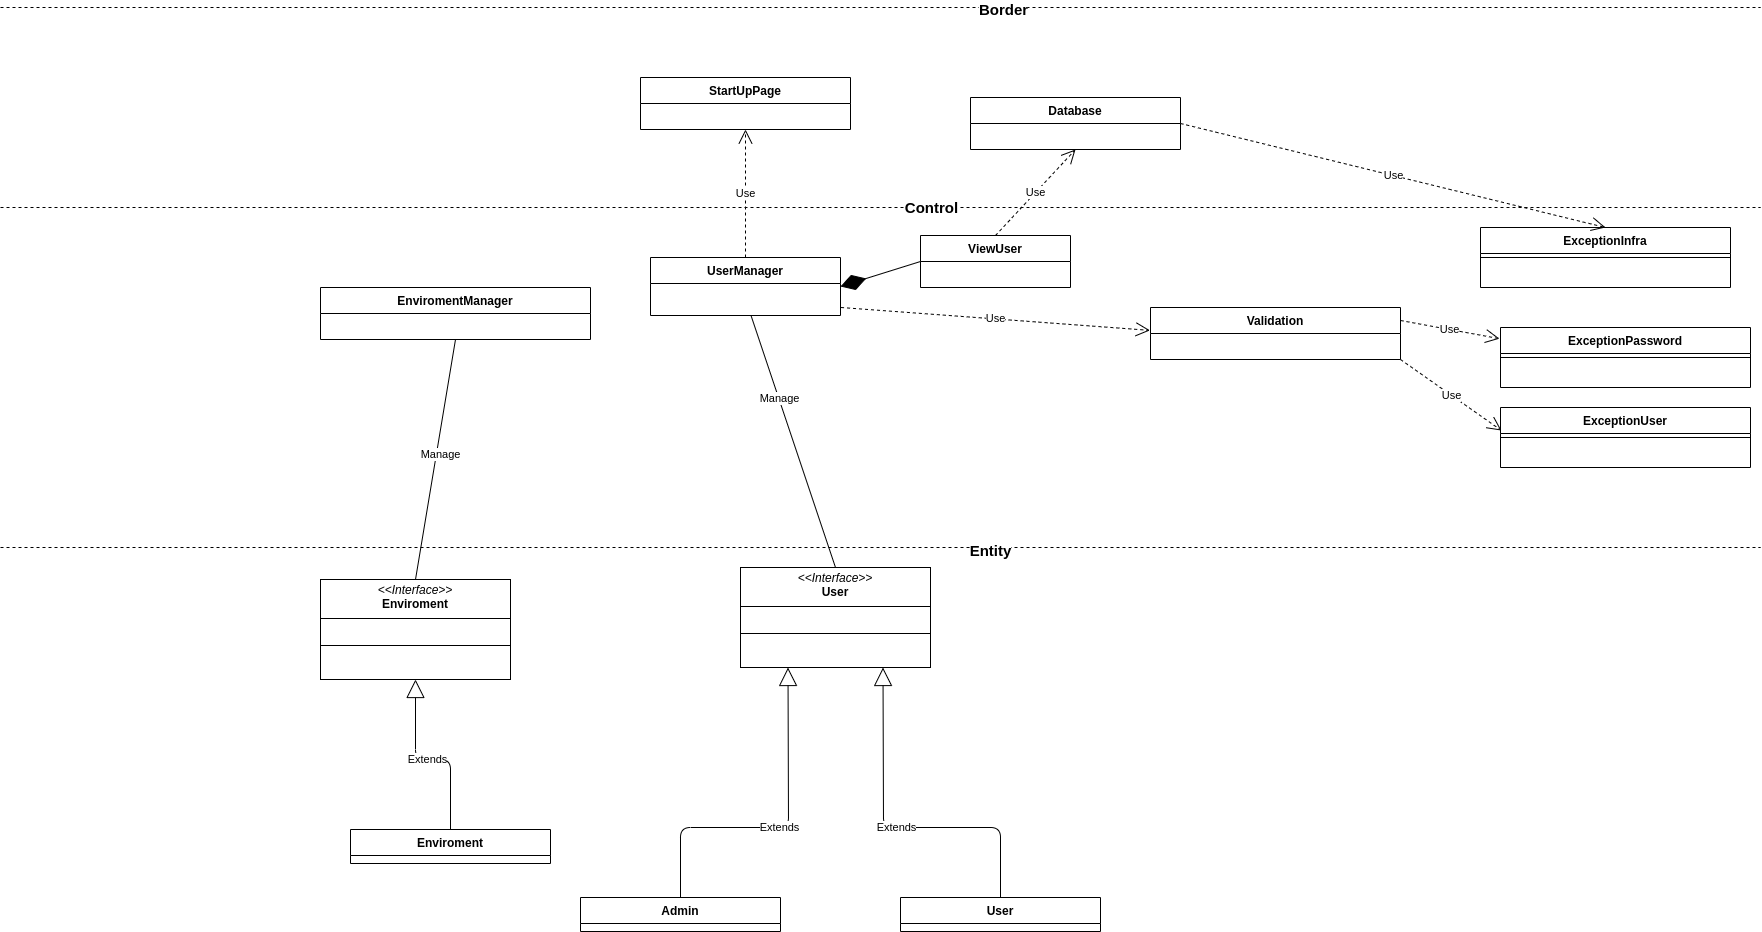 Border
StartUpPage
Database
Use
Use
Use
Control
ExceptionInfra
ViewUser
UserManager
EnviromentManager
Use
Validation
Use
ExceptionPassword
Use
ExceptionUser
Manage
Manage
Entity
<<Interface>>
Enviroment
<<Interface>>
User
Extends
Extends
Extends
Enviroment
Admin
User